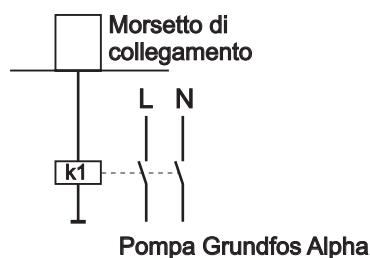 Morsetto di
collegamento
L N
k1
Pompa Grundfos Alpha